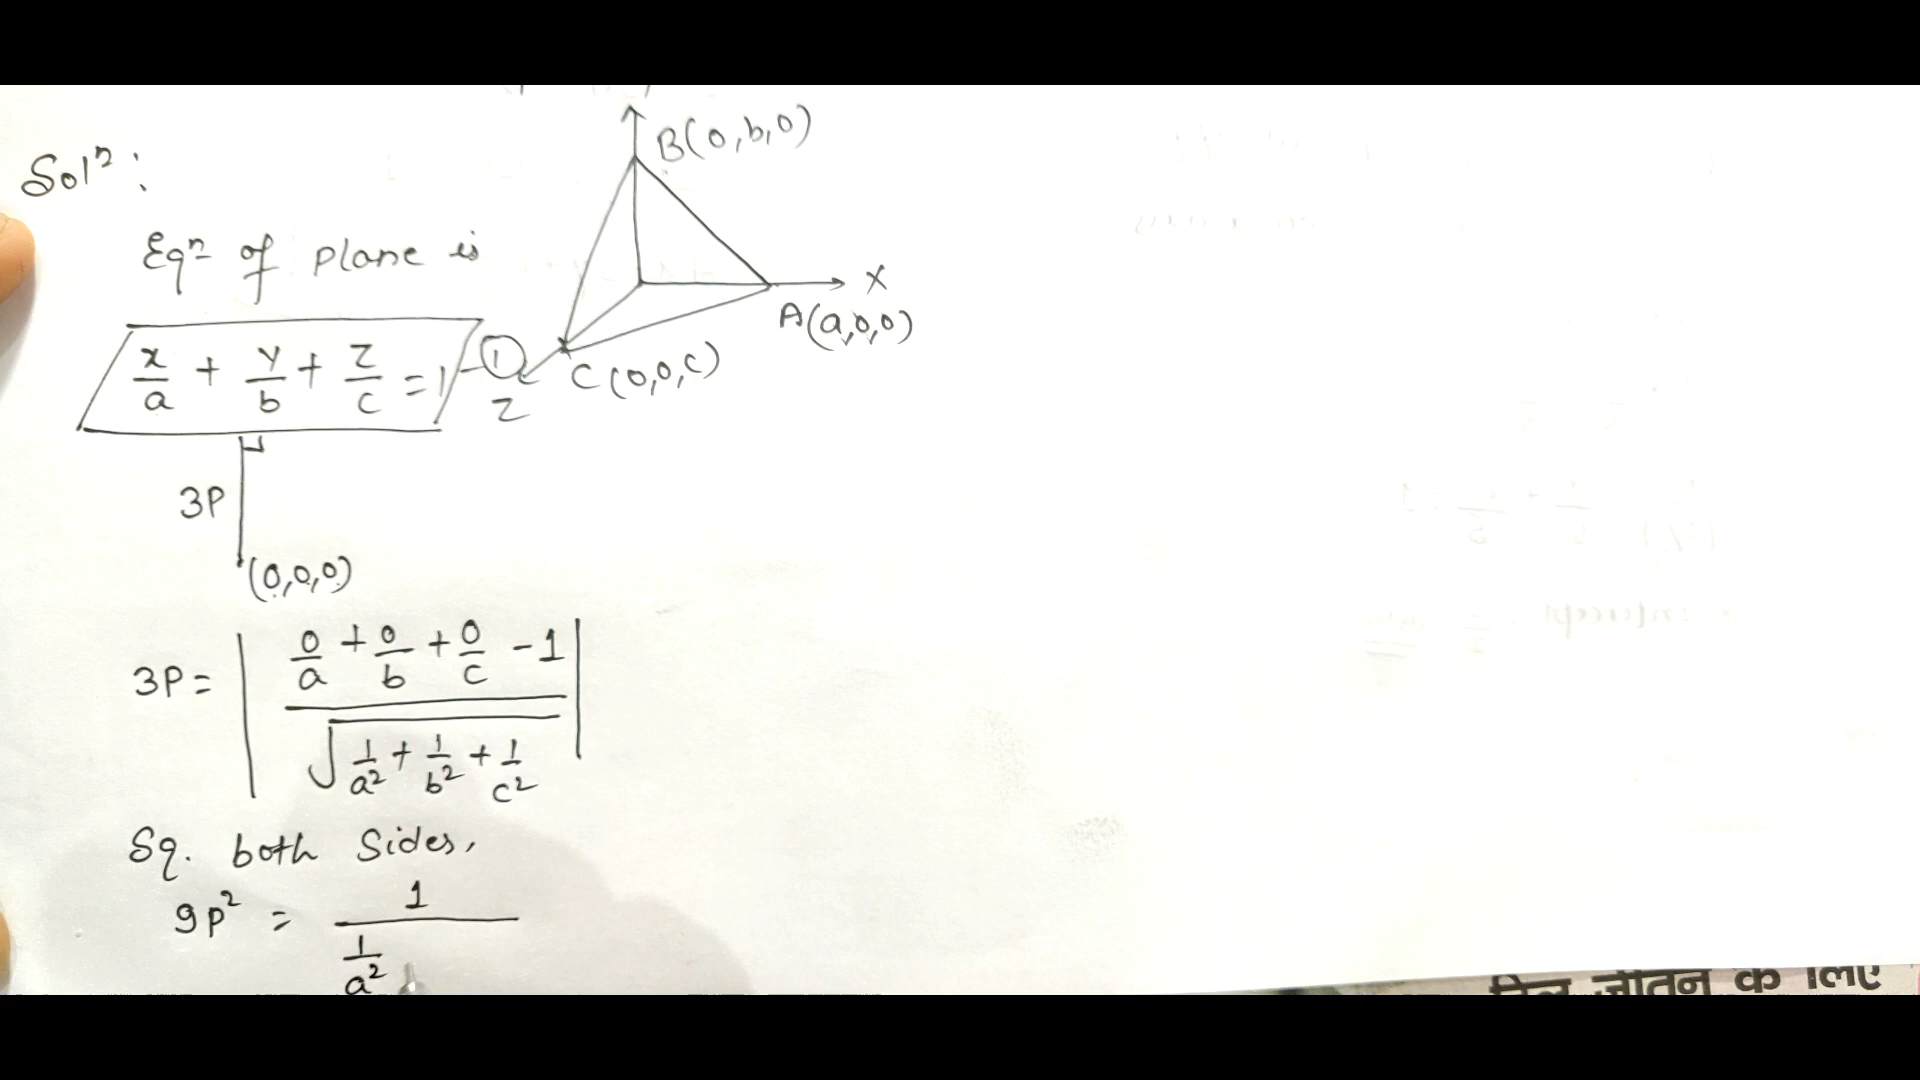 B(0,b,0)
Solⁿ:
Eqⁿ of plane is
X
A(a,0,0)
x/a + y/b + z/c = 1 - ①
C(0,0,c)
Z
3P
(0,0,0)
3P = | (0/a + 0/b + 0/c - 1) / √(1/a² + 1/b² + 1/c²) |
Sq. both Sides,
9p² = 1 / 1/a²
जीतने के लिए